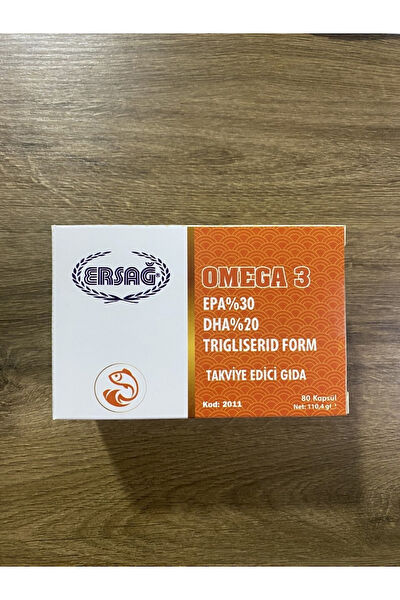 ERSAĞ®
OMEGA 3
EPA%30
DHA%20
TRIGLISERID FORM
TAKVİYE EDİCİ GIDA
Kod: 2011
80 Kapsül
Net: 110,4 g℮